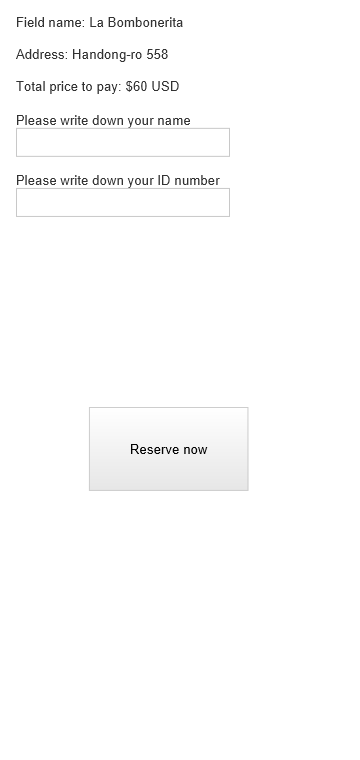 Field name: La Bombonerita
Address: Handong-ro 558
Total price to pay: $60 USD
Please write down your name
Please write down your ID number
Reserve now